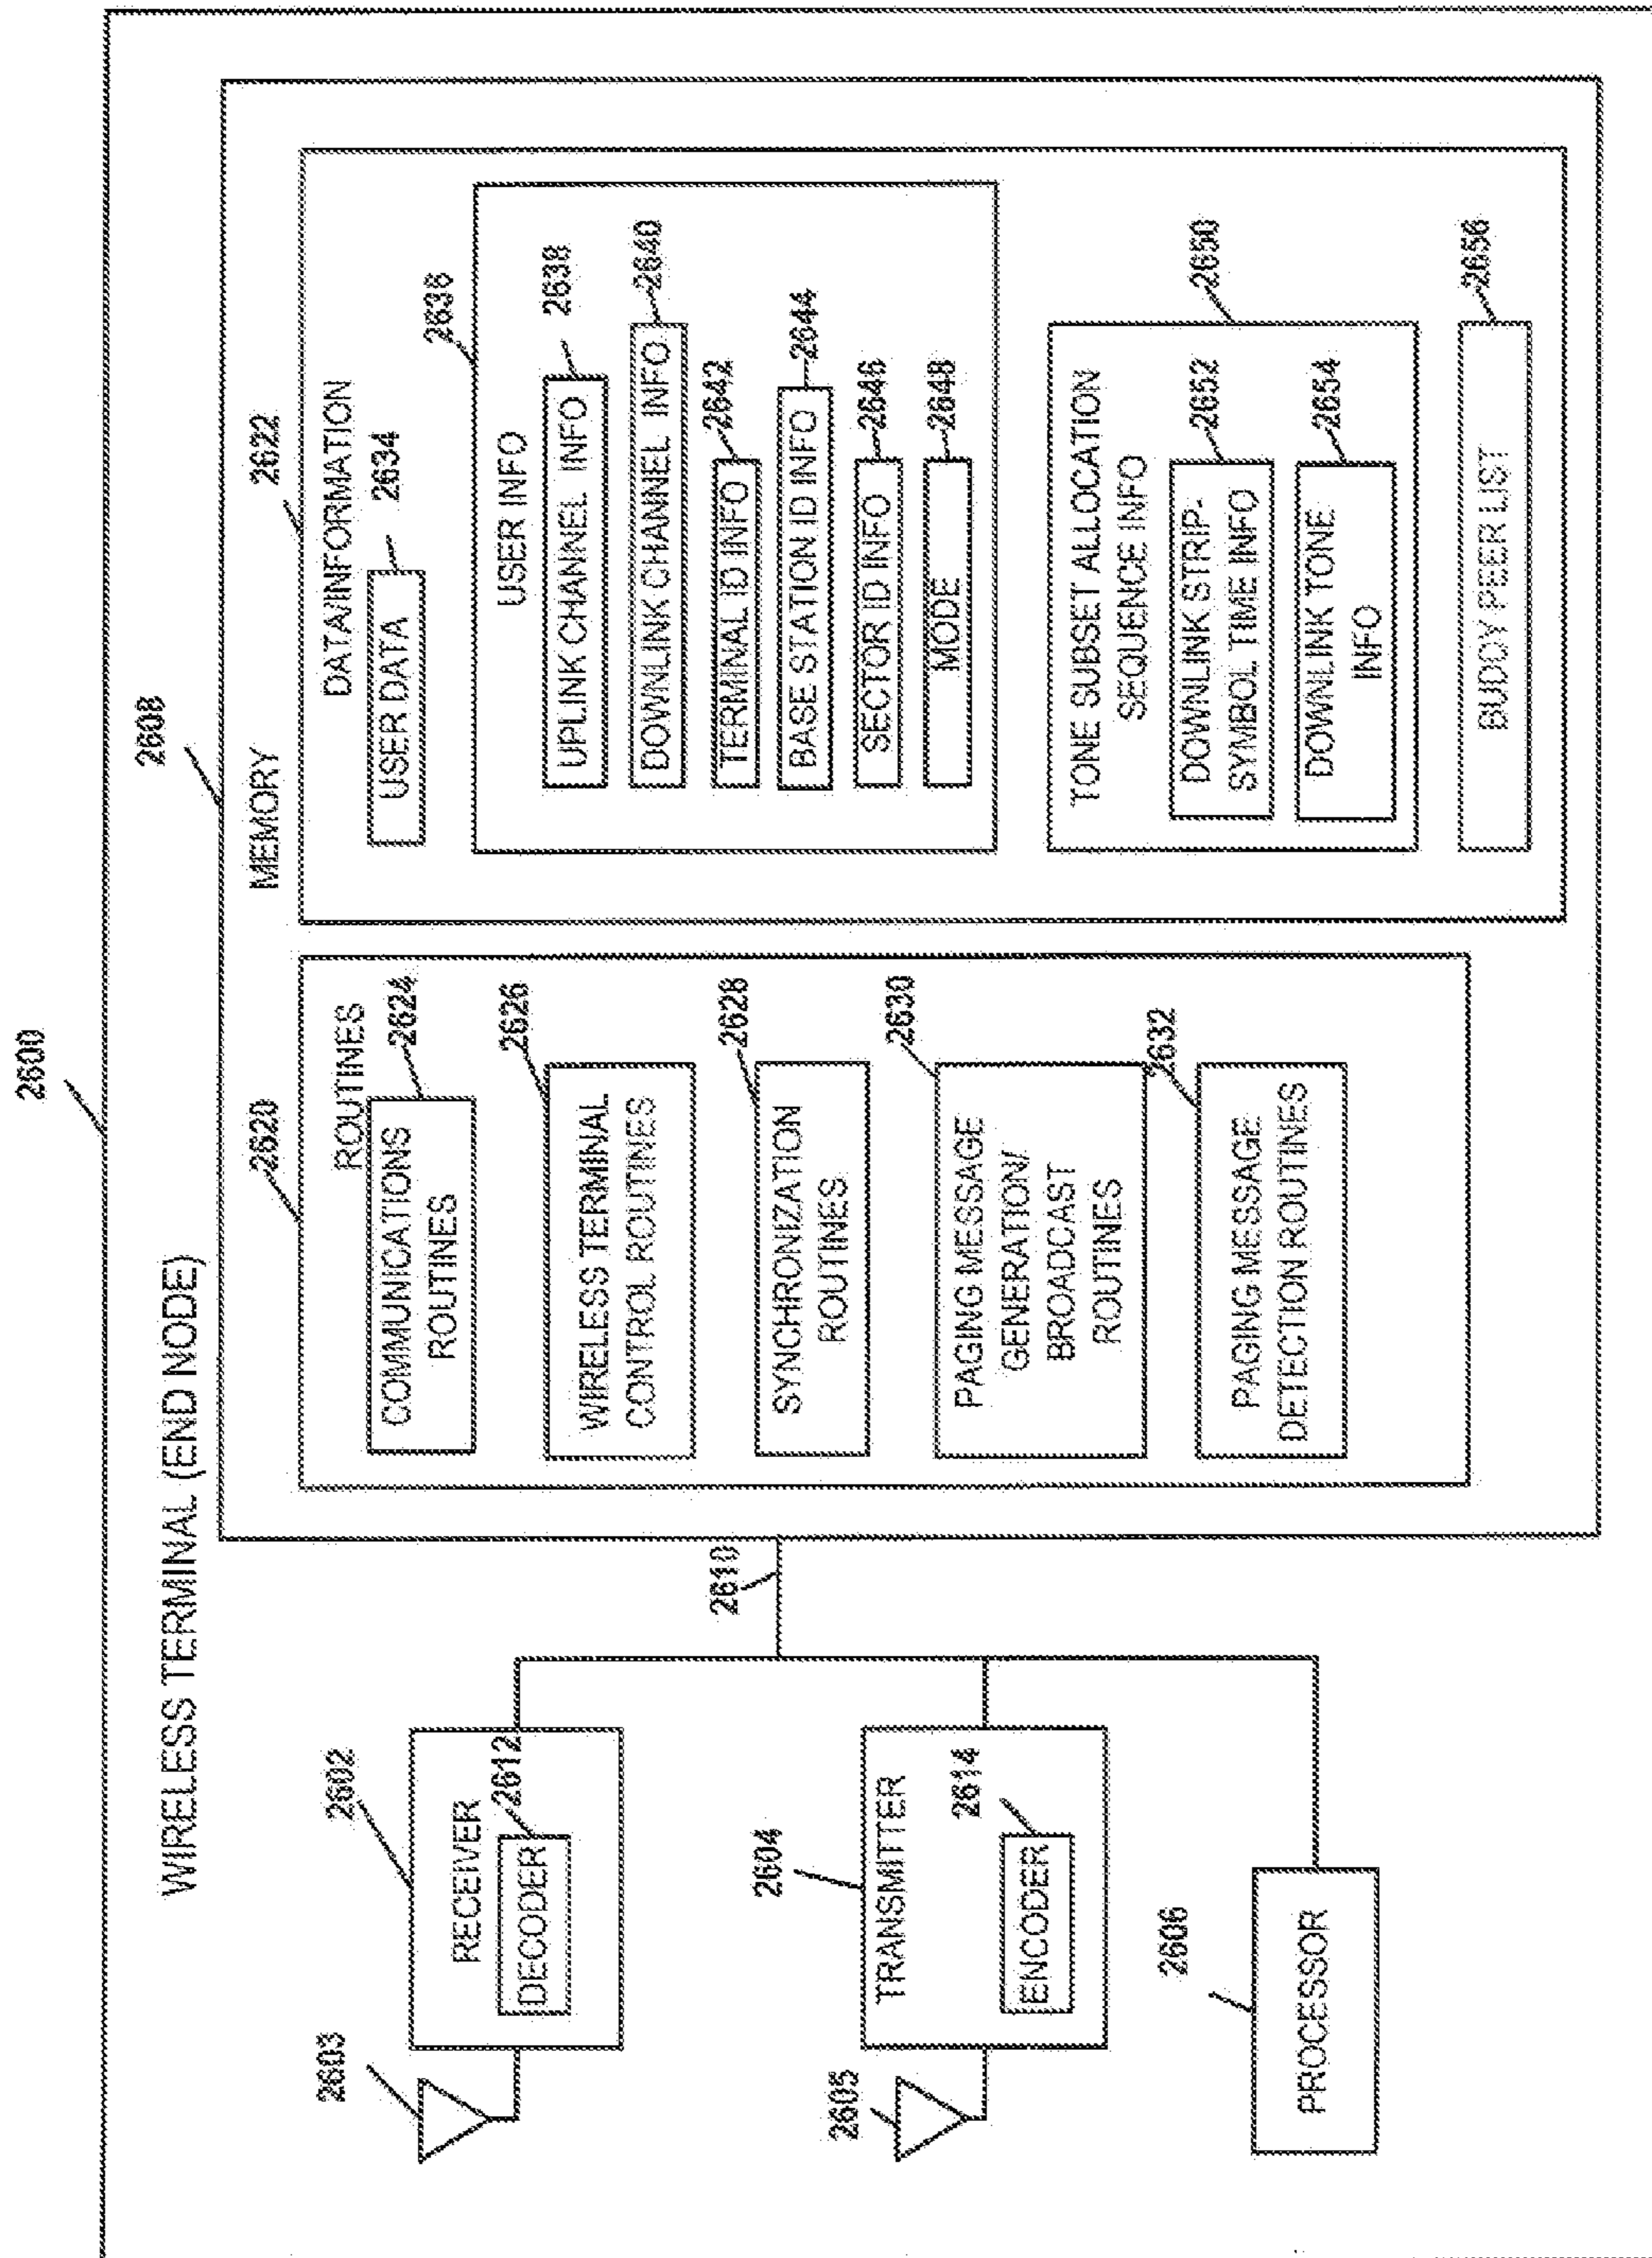 2600
WIRELESS TERMINAL (END NODE)
2608
MEMORY
2603
2602
RECEIVER
2612
DECODER
2605
2604
TRANSMITTER
2614
ENCODER
2606
PROCESSOR
2610
2620
ROUTINES
2624
COMMUNICATIONS
ROUTINES
2626
WIRELESS TERMINAL
CONTROL ROUTINES
2628
SYNCHRONIZATION
ROUTINES
2630
PAGING MESSAGE
GENERATION/
BROADCAST
ROUTINES
2632
PAGING MESSAGE
DETECTION ROUTINES
2622
DATA/INFORMATION
2634
USER DATA
2636
USER INFO
UPLINK CHANNEL INFO
2638
DOWNLINK CHANNEL INFO
2640
TERMINAL ID INFO
2642
BASE STATION ID INFO
2644
SECTOR ID INFO
2646
MODE
2648
2650
TONE SUBSET ALLOCATION
SEQUENCE INFO
DOWNLINK STRIP-
SYMBOL TIME INFO
2652
DOWNLINK TONE
INFO
2654
BUDDY PEER LIST
2656